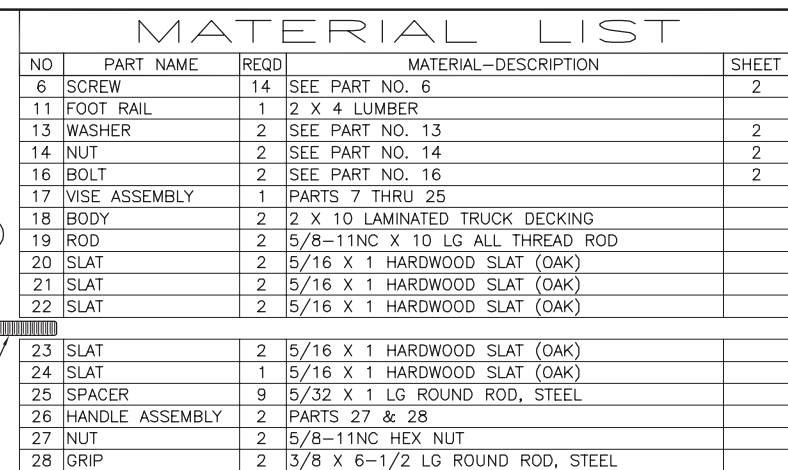 MATERIAL LIST
NO PART NAME REQD MATERIAL-DESCRIPTION SHEET
6 SCREW 14 SEE PART NO. 6 2
11 FOOT RAIL 1 2 X 4 LUMBER
13 WASHER 2 SEE PART NO. 13 2
14 NUT 2 SEE PART NO. 14 2
16 BOLT 2 SEE PART NO. 16 2
17 VISE ASSEMBLY 1 PARTS 7 THRU 25
18 BODY 2 2 X 10 LAMINATED TRUCK DECKING
19 ROD 2 5/8-11NC X 10 LG ALL THREAD ROD
20 SLAT 2 5/16 X 1 HARDWOOD SLAT (OAK)
21 SLAT 2 5/16 X 1 HARDWOOD SLAT (OAK)
22 SLAT 2 5/16 X 1 HARDWOOD SLAT (OAK)
23 SLAT 2 5/16 X 1 HARDWOOD SLAT (OAK)
24 SLAT 1 5/16 X 1 HARDWOOD SLAT (OAK)
25 SPACER 9 5/32 X 1 LG ROUND ROD, STEEL
26 HANDLE ASSEMBLY 2 PARTS 27 & 28
27 NUT 2 5/8-11NC HEX NUT
28 GRIP 2 3/8 X 6-1/2 LG ROUND ROD, STEEL